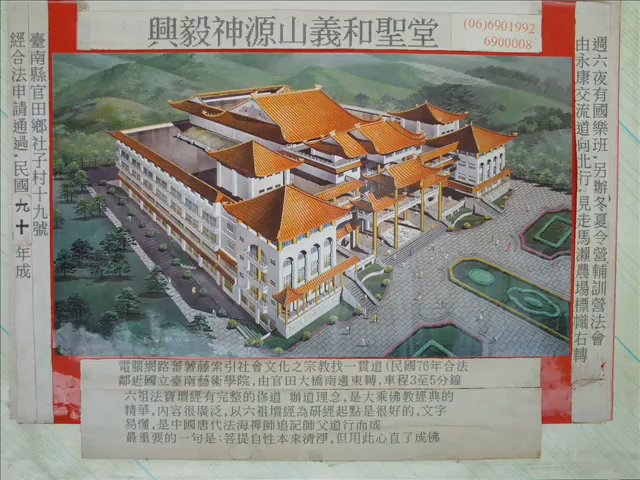 興毅神源山義和聖堂
(06)6901992
6900008
週六夜有國樂班．另辦冬夏令營輔訓營法會
由永康交流道向北行．見走馬瀨農場標幟右轉
臺南縣官田鄉社子村十九號
經合法申請通過．民國九十年成
電腦網路蕃薯藤索引社會文化之宗教找一貫道(民國76年合法
鄰近國立臺南藝術學院,由官田大橋南邊東轉,車程3至5分鐘
六祖法寶壇經有完整的修道 辦道理念,是大乘佛教經典的
精華,內容很廣泛,以六祖壇經為研經起點是很好的,文字
易懂,是中國唐代法海禪師追記師父道行而成
最重要的一句是:菩提自性本來清淨,但用此心直了成佛